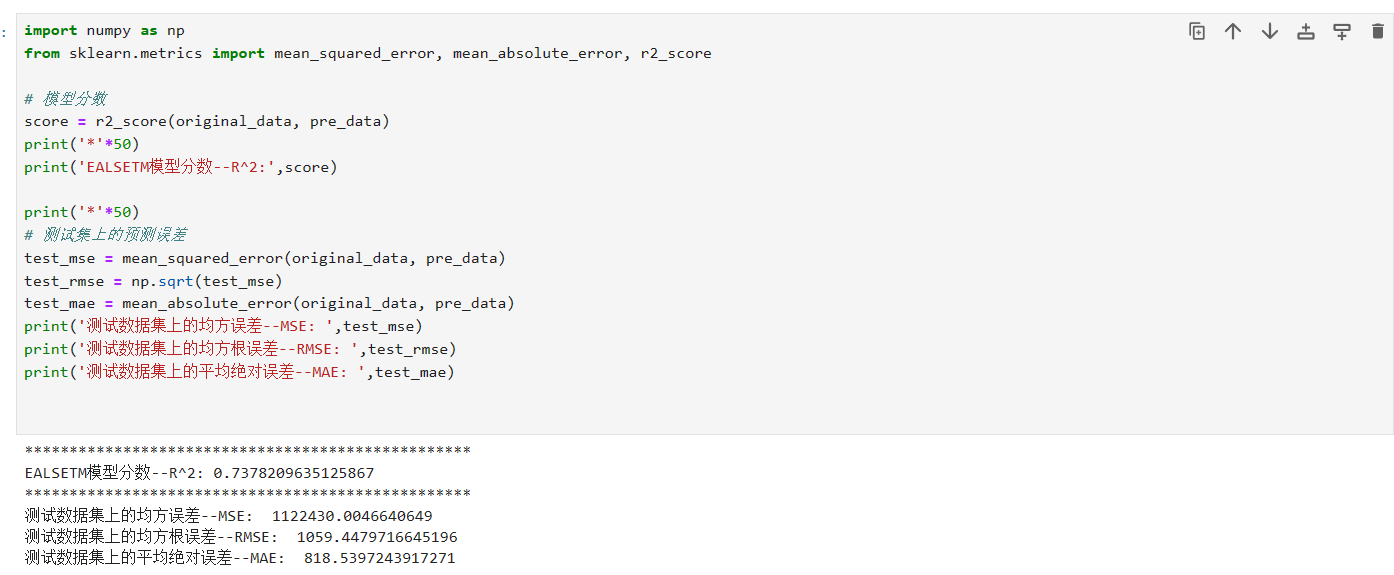 :
import numpy as np
from sklearn.metrics import mean_squared_error, mean_absolute_error, r2_score
# 模型分数
score = r2_score(original_data, pre_data)
print('*'*50)
print('EALSETM模型分数--R^2:',score)
print('*'*50)
# 测试集上的预测误差
test_mse = mean_squared_error(original_data, pre_data)
test_rmse = np.sqrt(test_mse)
test_mae = mean_absolute_error(original_data, pre_data)
print('测试数据集上的均方误差--MSE: ',test_mse)
print('测试数据集上的均方根误差--RMSE: ',test_rmse)
print('测试数据集上的平均绝对误差--MAE: ',test_mae)
**************************************************
EALSETM模型分数--R^2: 0.7378209635125867
**************************************************
测试数据集上的均方误差--MSE:  1122430.0046640649
测试数据集上的均方根误差--RMSE:  1059.4479716645196
测试数据集上的平均绝对误差--MAE:  818.5397243917271